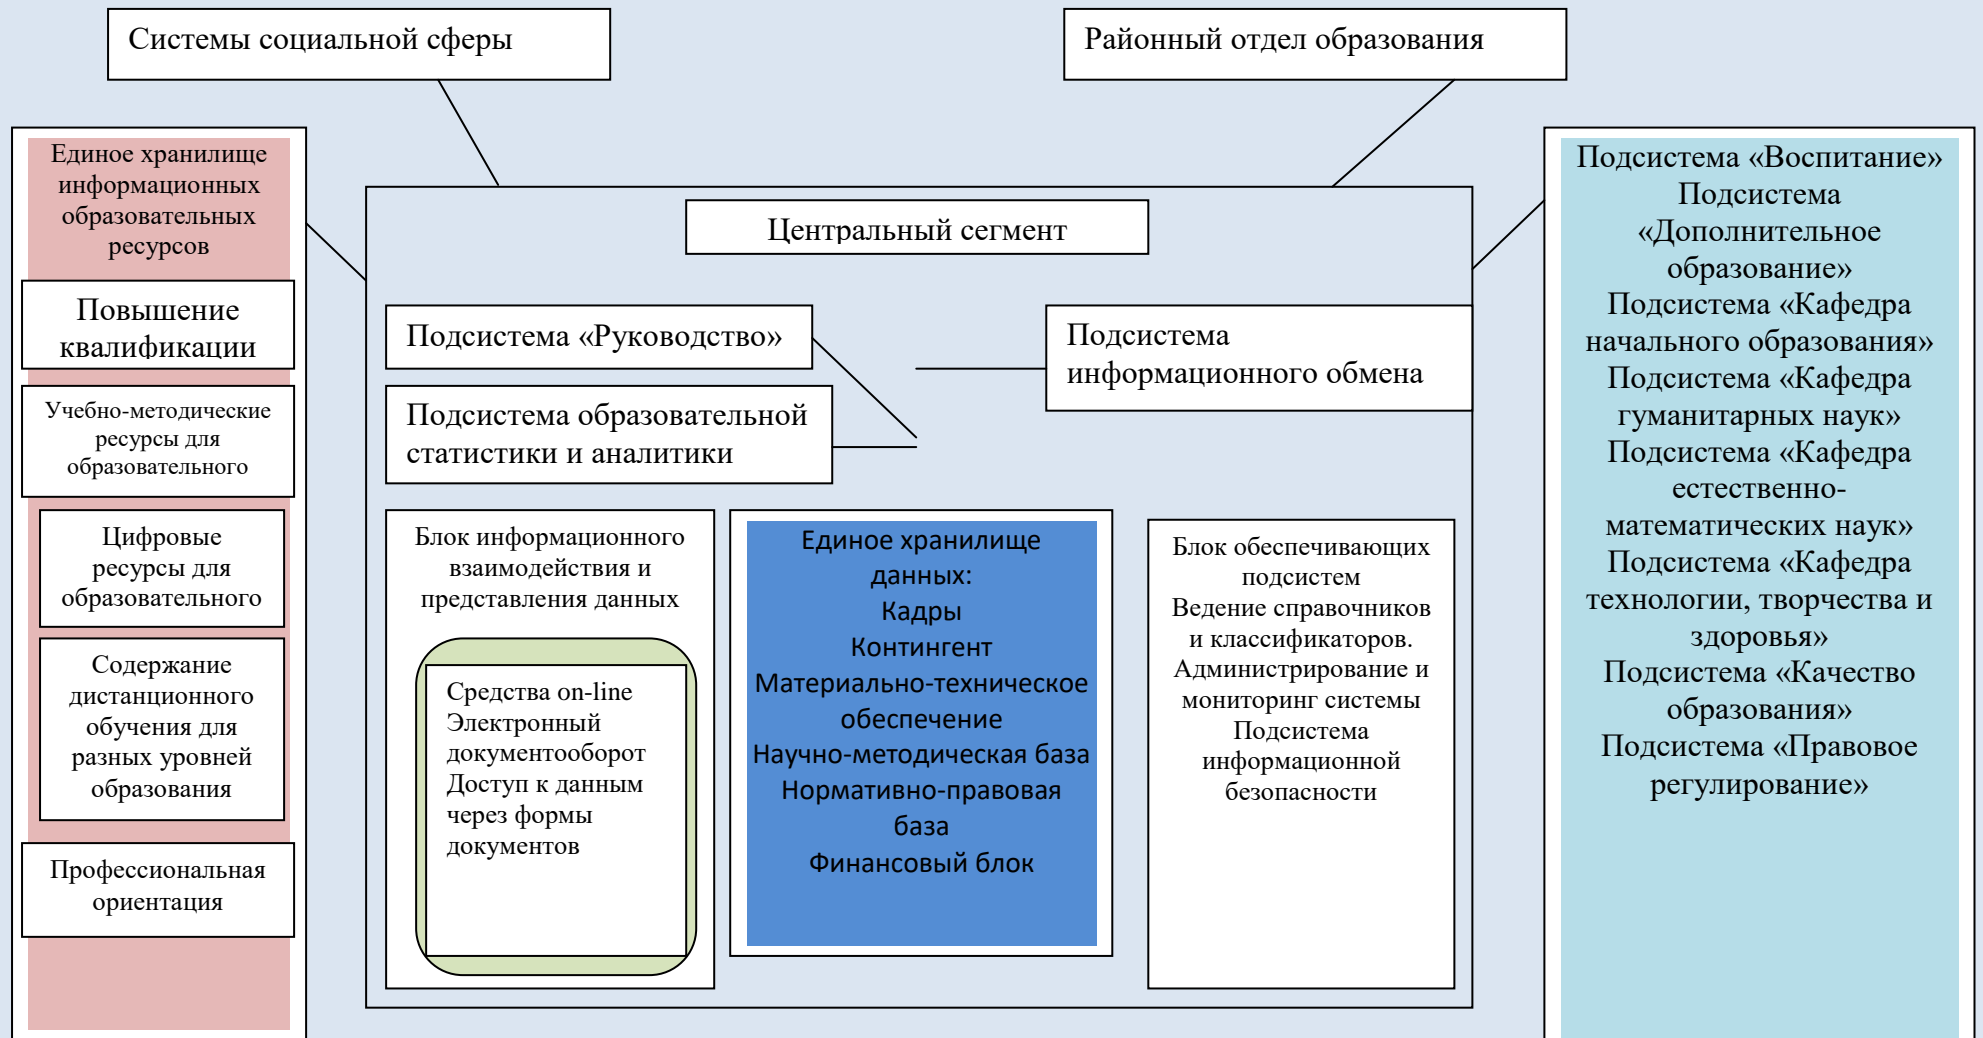 Системы социальной сферы
Районный отдел образования
Единое хранилище
информационных
образовательных
ресурсов
Повышение
квалификации
Учебно-методические
ресурсы для
образовательного
Цифровые
ресурсы для
образовательного
Содержание
дистанционного
обучения для
разных уровней
образования
Профессиональная
ориентация
Центральный сегмент
Подсистема «Руководство»
Подсистема
информационного обмена
Подсистема образовательной
статистики и аналитики
Блок информационного
взаимодействия и
представления данных
Средства on-line
Электронный
документооборот
Доступ к данным
через формы
документов
Единое хранилище
данных:
Кадры
Контингент
Материально-техническое
обеспечение
Научно-методическая база
Нормативно-правовая
база
Финансовый блок
Блок обеспечивающих
подсистем
Ведение справочников
и классификаторов.
Администрирование и
мониторинг системы
Подсистема
информационной
безопасности
Подсистема «Воспитание»
Подсистема
«Дополнительное
образование»
Подсистема «Кафедра
начального образования»
Подсистема «Кафедра
гуманитарных наук»
Подсистема «Кафедра
естественно-
математических наук»
Подсистема «Кафедра
технологии, творчества и
здоровья»
Подсистема «Качество
образования»
Подсистема «Правовое
регулирование»